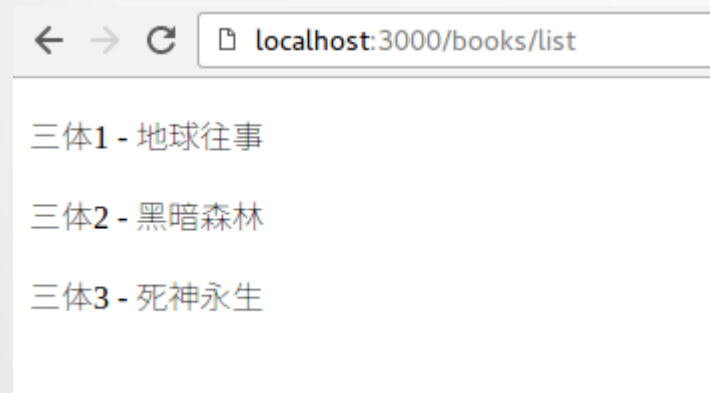 localhost:3000/books/list
三体1 - 地球往事
三体2 - 黑暗森林
三体3 - 死神永生